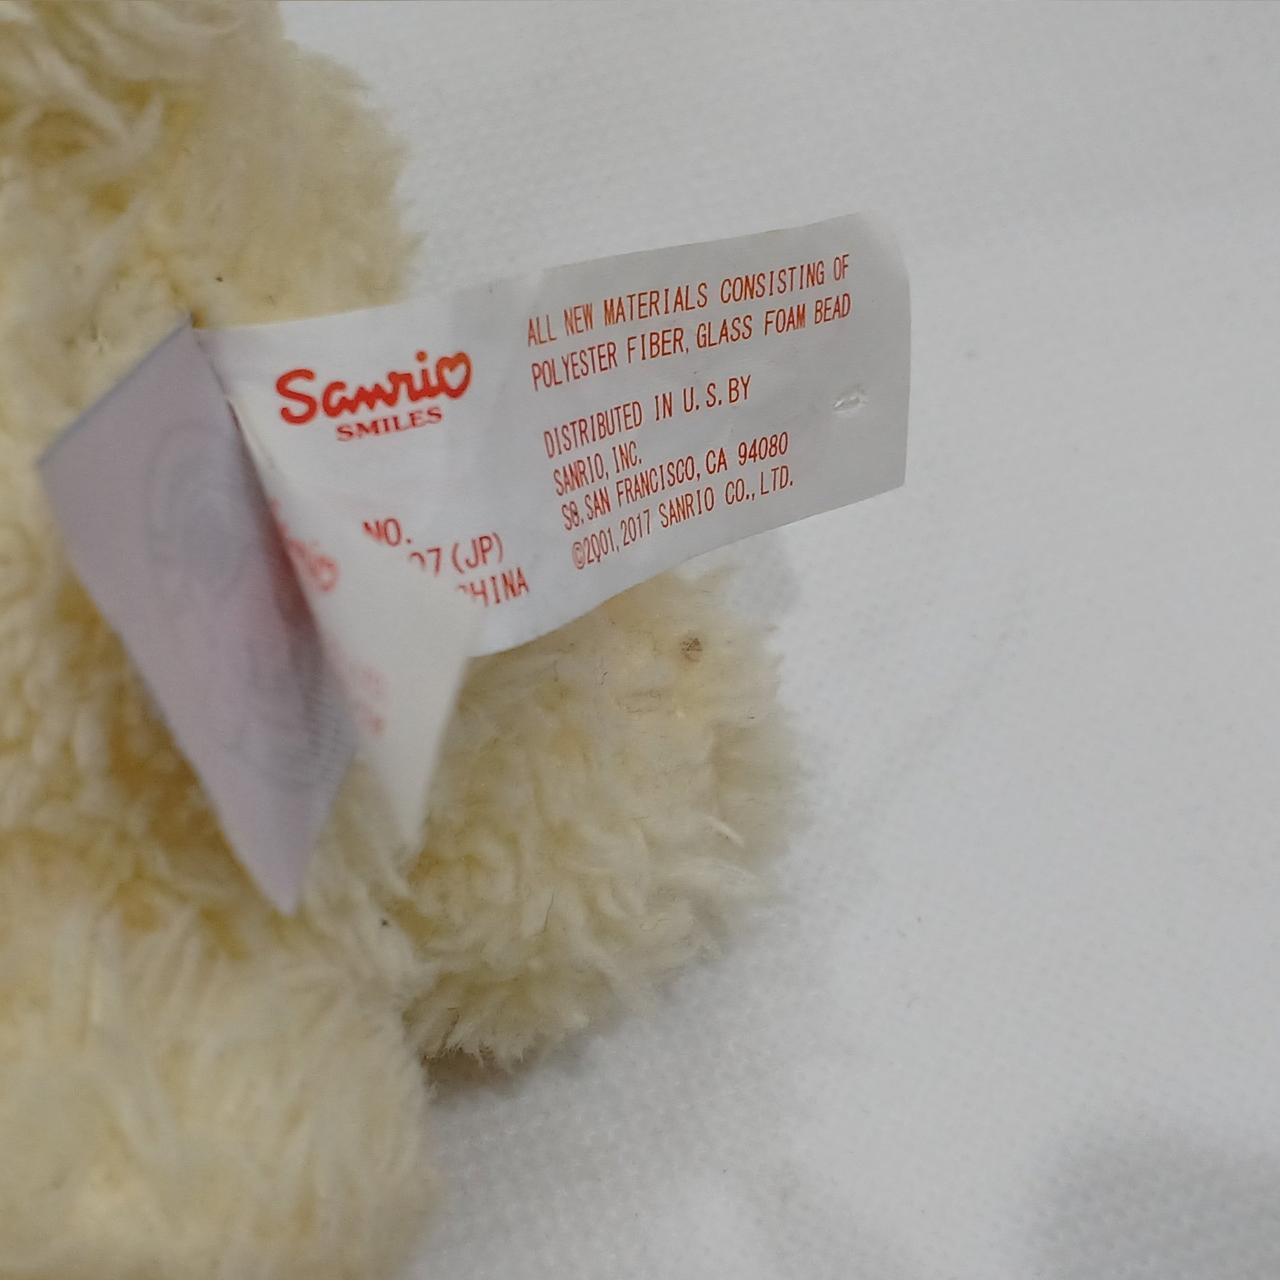 Sanrio
SMILES
NO.
07 (JP)
CHINA
ALL NEW MATERIALS CONSISTING OF
POLYESTER FIBER, GLASS FOAM BEAD
DISTRIBUTED IN U. S. BY
SANRIO, INC.
SO. SAN FRANCISCO, CA 94080
©2001, 2017 SANRIO CO., LTD.